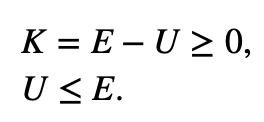 K = E − U ≥ 0,
U ≤ E.